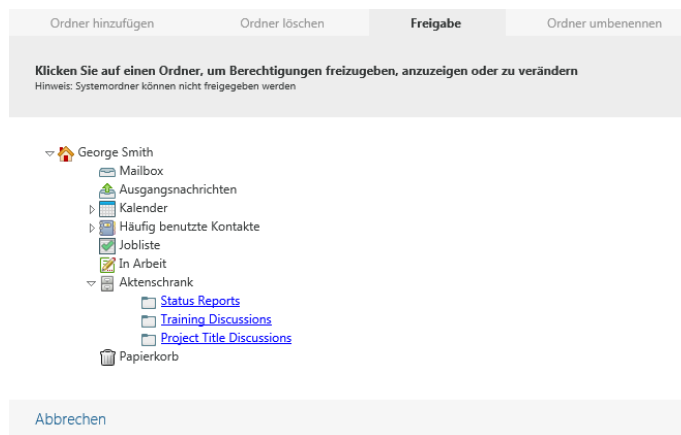 Ordner hinzufügen Ordner löschen Freigabe Ordner umbenennen
Klicken Sie auf einen Ordner, um Berechtigungen freizugeben, anzuzeigen oder zu verändern
Hinweis: Systemordner können nicht freigegeben werden
George Smith
Mailbox
Ausgangsnachrichten
Kalender
Häufig benutzte Kontakte
Jobliste
In Arbeit
Aktenschrank
Status Reports
Training Discussions
Project Title Discussions
Papierkorb
Abbrechen